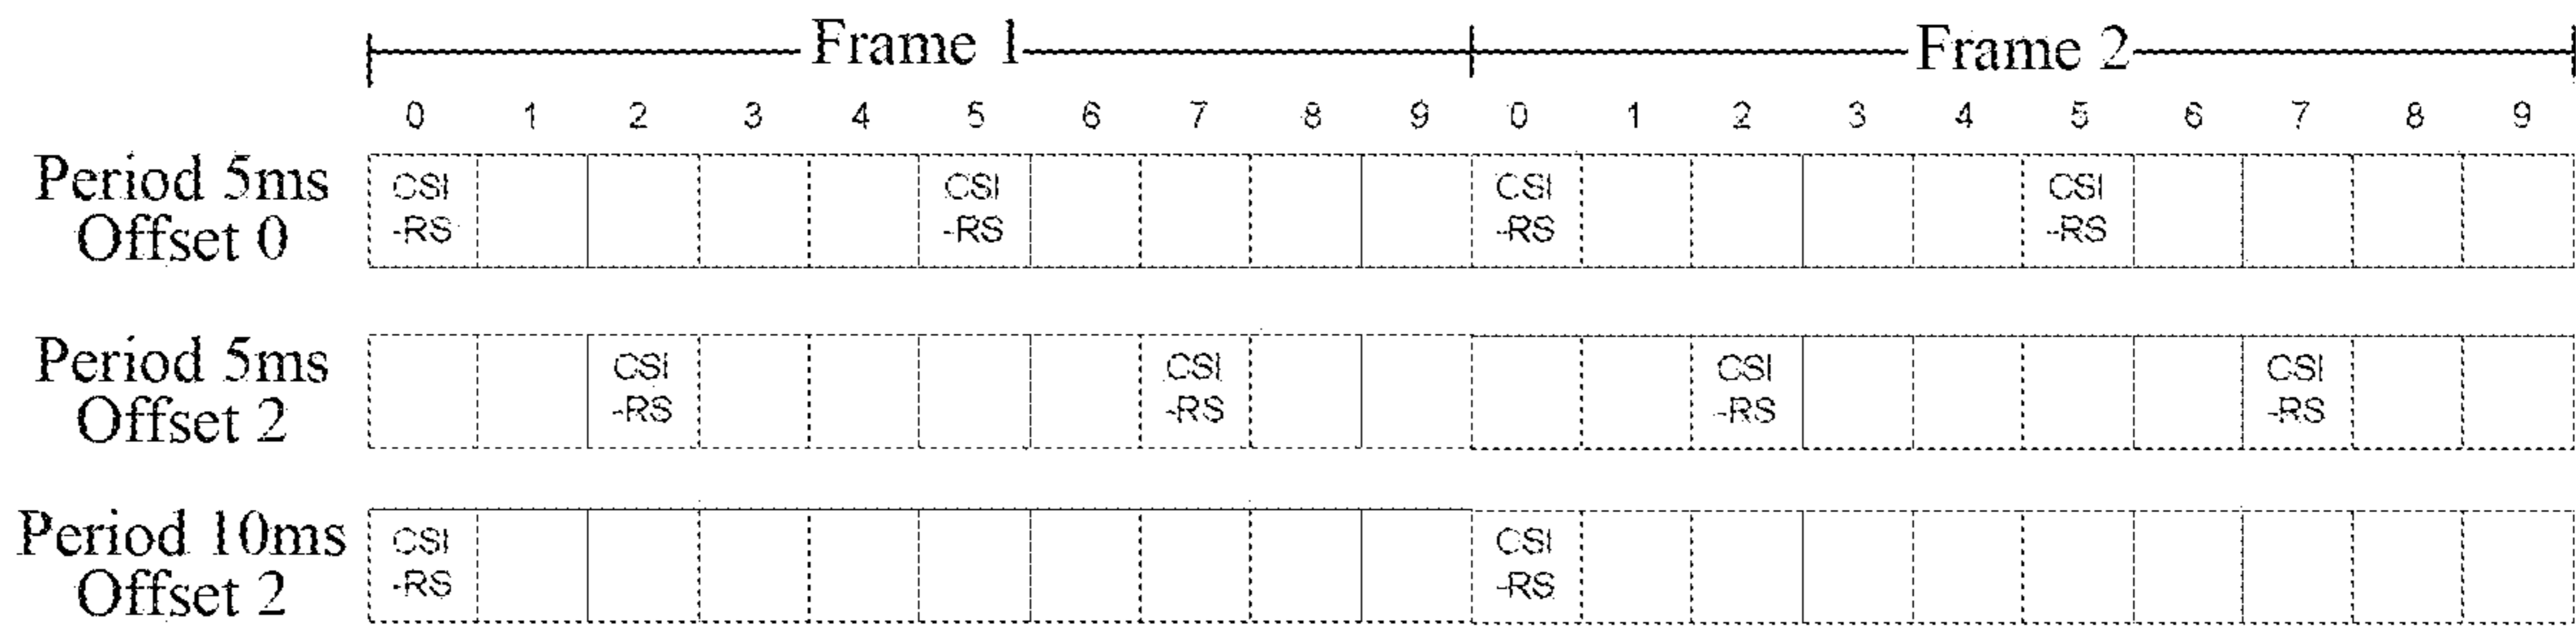 Frame 1 Frame 2
0 1 2 3 4 5 6 7 8 9 0 1 2 3 4 5 6 7 8 9
Period 5ms
Offset 0
CSI CSI CSI CSI
-RS -RS -RS -RS
Period 5ms
Offset 2
CSI CSI CSI CSI
-RS -RS -RS -RS
Period 10ms
Offset 2
CSI CSI
-RS -RS